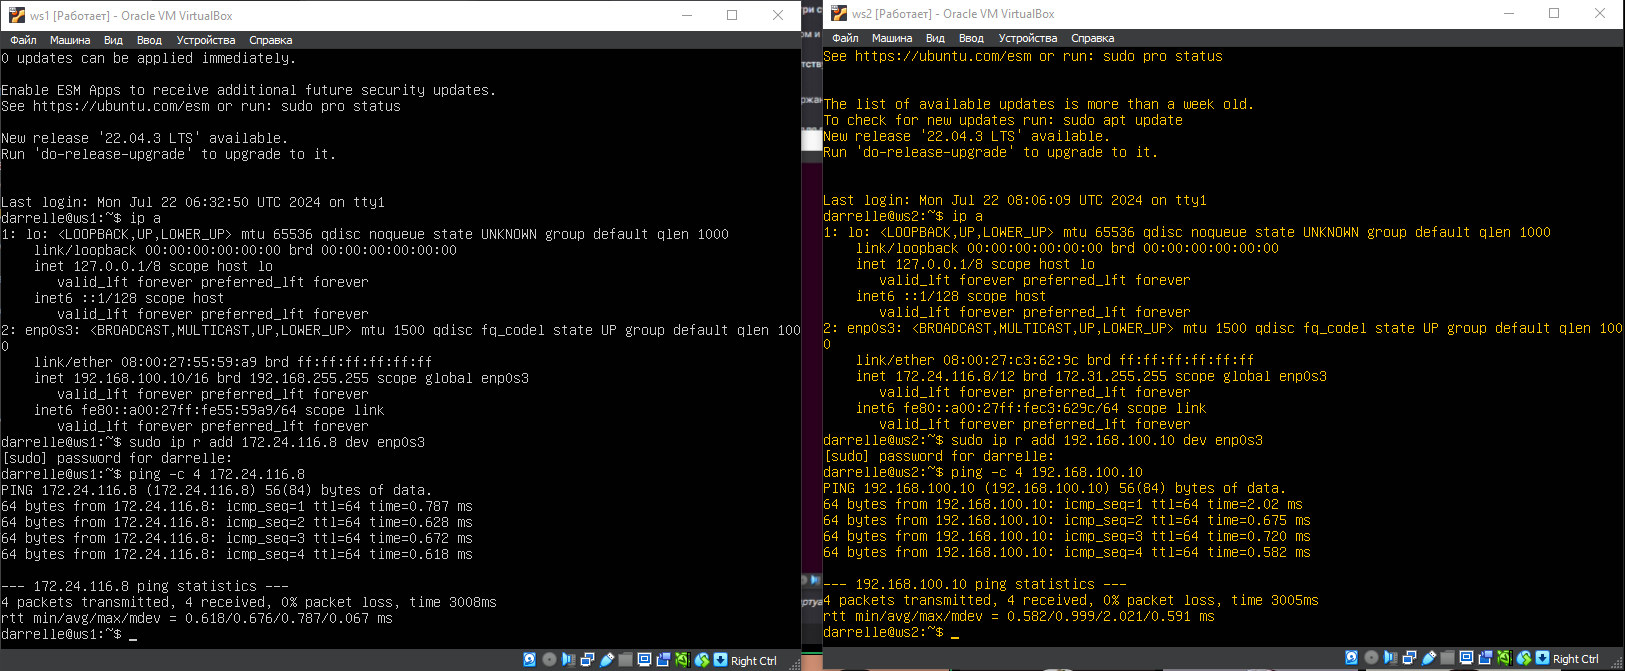 ws1 [Работает] - Oracle VM VirtualBox
Файл Машина Вид Ввод Устройства Справка
0 updates can be applied immediately.
Enable ESM Apps to receive additional future security updates.
See https://ubuntu.com/esm or run: sudo pro status
New release '22.04.3 LTS' available.
Run 'do-release-upgrade' to upgrade to it.
Last login: Mon Jul 22 06:32:50 UTC 2024 on tty1
darrelle@ws1:~$ ip a
1: lo: <LOOPBACK,UP,LOWER_UP> mtu 65536 qdisc noqueue state UNKNOWN group default qlen 1000
link/loopback 00:00:00:00:00:00 brd 00:00:00:00:00:00
inet 127.0.0.1/8 scope host lo
valid_lft forever preferred_lft forever
inet6 ::1/128 scope host
valid_lft forever preferred_lft forever
2: enp0s3: <BROADCAST,MULTICAST,UP,LOWER_UP> mtu 1500 qdisc fq_codel state UP group default qlen 100
0
link/ether 08:00:27:55:59:a9 brd ff:ff:ff:ff:ff:ff
inet 192.168.100.10/16 brd 192.168.255.255 scope global enp0s3
valid_lft forever preferred_lft forever
inet6 fe80::a00:27ff:fe55:59a9/64 scope link
valid_lft forever preferred_lft forever
darrelle@ws1:~$ sudo ip r add 172.24.116.8 dev enp0s3
[sudo] password for darrelle:
darrelle@ws1:~$ ping -c 4 172.24.116.8
PING 172.24.116.8 (172.24.116.8) 56(84) bytes of data.
64 bytes from 172.24.116.8: icmp_seq=1 ttl=64 time=0.787 ms
64 bytes from 172.24.116.8: icmp_seq=2 ttl=64 time=0.628 ms
64 bytes from 172.24.116.8: icmp_seq=3 ttl=64 time=0.672 ms
64 bytes from 172.24.116.8: icmp_seq=4 ttl=64 time=0.618 ms
--- 172.24.116.8 ping statistics ---
4 packets transmitted, 4 received, 0% packet loss, time 3008ms
rtt min/avg/max/mdev = 0.618/0.676/0.787/0.067 ms
darrelle@ws1:~$ _
Right Ctrl
ws2 [Работает] - Oracle VM VirtualBox
Файл Машина Вид Ввод Устройства Справка
See https://ubuntu.com/esm or run: sudo pro status
The list of available updates is more than a week old.
To check for new updates run: sudo apt update
New release '22.04.3 LTS' available.
Run 'do-release-upgrade' to upgrade to it.
Last login: Mon Jul 22 08:06:09 UTC 2024 on tty1
darrelle@ws2:~$ ip a
1: lo: <LOOPBACK,UP,LOWER_UP> mtu 65536 qdisc noqueue state UNKNOWN group default qlen 1000
link/loopback 00:00:00:00:00:00 brd 00:00:00:00:00:00
inet 127.0.0.1/8 scope host lo
valid_lft forever preferred_lft forever
inet6 ::1/128 scope host
valid_lft forever preferred_lft forever
2: enp0s3: <BROADCAST,MULTICAST,UP,LOWER_UP> mtu 1500 qdisc fq_codel state UP group default qlen 100
0
link/ether 08:00:27:c3:62:9c brd ff:ff:ff:ff:ff:ff
inet 172.24.116.8/12 brd 172.31.255.255 scope global enp0s3
valid_lft forever preferred_lft forever
inet6 fe80::a00:27ff:fec3:629c/64 scope link
valid_lft forever preferred_lft forever
darrelle@ws2:~$ sudo ip r add 192.168.100.10 dev enp0s3
[sudo] password for darrelle:
darrelle@ws2:~$ ping -c 4 192.168.100.10
PING 192.168.100.10 (192.168.100.10) 56(84) bytes of data.
64 bytes from 192.168.100.10: icmp_seq=1 ttl=64 time=2.02 ms
64 bytes from 192.168.100.10: icmp_seq=2 ttl=64 time=0.675 ms
64 bytes from 192.168.100.10: icmp_seq=3 ttl=64 time=0.720 ms
64 bytes from 192.168.100.10: icmp_seq=4 ttl=64 time=0.582 ms
--- 192.168.100.10 ping statistics ---
4 packets transmitted, 4 received, 0% packet loss, time 3005ms
rtt min/avg/max/mdev = 0.582/0.999/2.021/0.591 ms
darrelle@ws2:~$ _
Right Ctrl